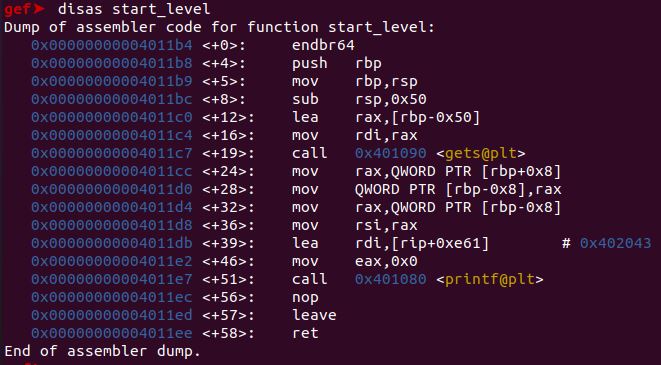 gef➤ disas start_level
Dump of assembler code for function start_level:
0x00000000004011b4 <+0>: endbr64
0x00000000004011b8 <+4>: push rbp
0x00000000004011b9 <+5>: mov rbp,rsp
0x00000000004011bc <+8>: sub rsp,0x50
0x00000000004011c0 <+12>: lea rax,[rbp-0x50]
0x00000000004011c4 <+16>: mov rdi,rax
0x00000000004011c7 <+19>: call 0x401090 <gets@plt>
0x00000000004011cc <+24>: mov rax,QWORD PTR [rbp+0x8]
0x00000000004011d0 <+28>: mov QWORD PTR [rbp-0x8],rax
0x00000000004011d4 <+32>: mov rax,QWORD PTR [rbp-0x8]
0x00000000004011d8 <+36>: mov rsi,rax
0x00000000004011db <+39>: lea rdi,[rip+0xe61] # 0x402043
0x00000000004011e2 <+46>: mov eax,0x0
0x00000000004011e7 <+51>: call 0x401080 <printf@plt>
0x00000000004011ec <+56>: nop
0x00000000004011ed <+57>: leave
0x00000000004011ee <+58>: ret
End of assembler dump.